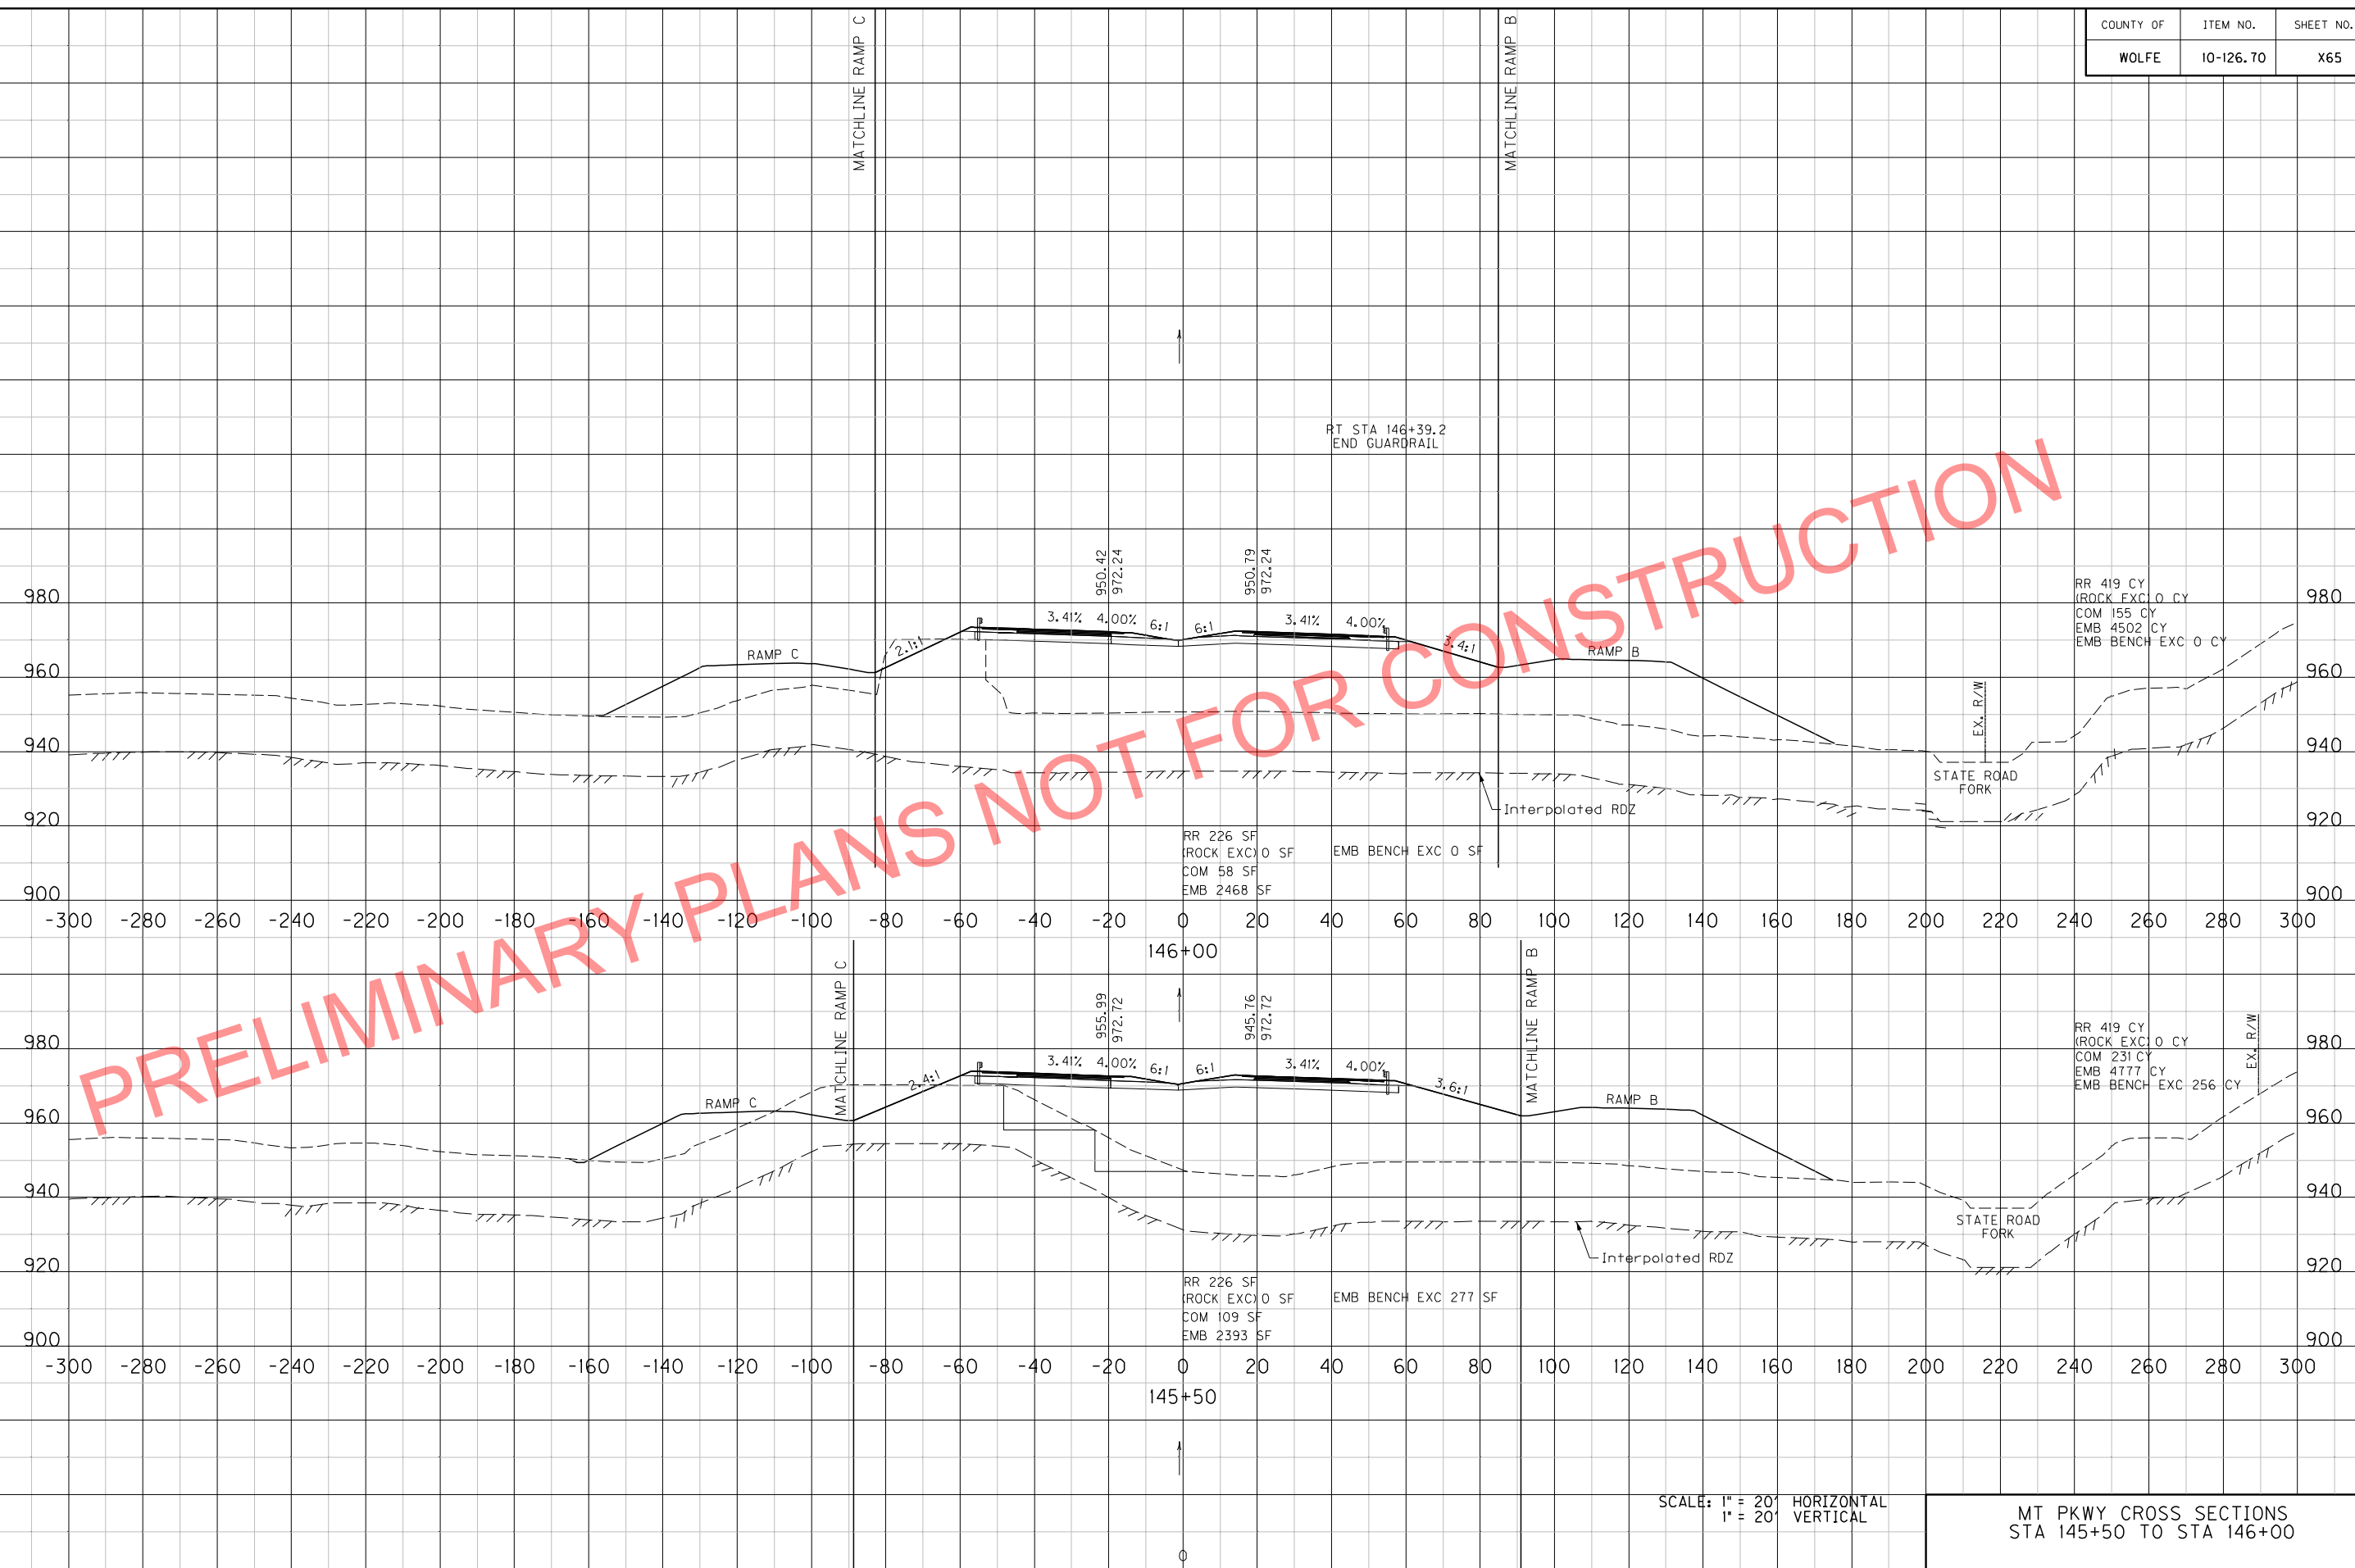 COUNTY OF ITEM NO. SHEET NO.
WOLFE 10-126.70 X65
MATCHLINE RAMP C
MATCHLINE RAMP B
RT STA 146+39.2
END GUARDRAIL
950.42
972.24
950.79
972.24
RR 419 CY
(ROCK EXC) 0 CY
COM 155 CY
EMB 4502 CY
EMB BENCH EXC 0 CY
980 980
3.41% 4.00% 6:1 6:1 3.41% 4.00%
2.1:1 3.4:1
RAMP C RAMP B
960 960
EX. R/W
940 940
STATE ROAD
FORK
Interpolated RDZ
920 920
RR 226 SF
(ROCK EXC) 0 SF EMB BENCH EXC 0 SF
COM 58 SF
EMB 2468 SF
900 900
-300 -280 -260 -240 -220 -200 -180 -160 -140 -120 -100 -80 -60 -40 -20 0 20 40 60 80 100 120 140 160 180 200 220 240 260 280 300
146+00
MATCHLINE RAMP C
MATCHLINE RAMP B
955.99
972.72
945.76
972.72
RR 419 CY
(ROCK EXC) 0 CY
COM 231 CY
EMB 4777 CY
EMB BENCH EXC 256 CY
EX. R/W
980 980
3.41% 4.00% 6:1 6:1 3.41% 4.00%
2.4:1 3.6:1
RAMP C RAMP B
960 960
940 940
STATE ROAD
FORK
Interpolated RDZ
920 920
RR 226 SF
(ROCK EXC) 0 SF EMB BENCH EXC 277 SF
COM 109 SF
EMB 2393 SF
900 900
-300 -280 -260 -240 -220 -200 -180 -160 -140 -120 -100 -80 -60 -40 -20 0 20 40 60 80 100 120 140 160 180 200 220 240 260 280 300
145+50
0
SCALE: 1" = 20' HORIZONTAL
1" = 20' VERTICAL
MT PKWY CROSS SECTIONS
STA 145+50 TO STA 146+00
PRELIMINARY PLANS NOT FOR CONSTRUCTION